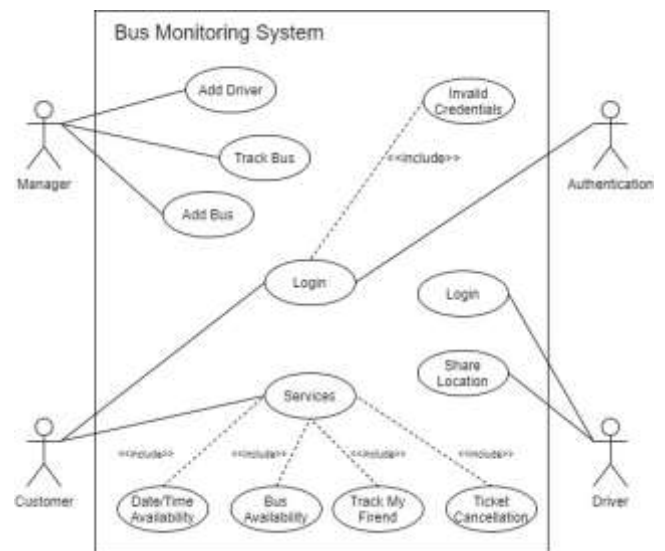 Bus Monitoring System
Add Driver
Invalid
Credentials
Track Bus
<<include>>
Manager
Authentication
Add Bus
Login
Login
Share
Location
Services
<<include>>
<<include>>
<<include>>
<<include>>
Customer
Date/Time
Availability
Bus
Availability
Track My
Firend
Ticket
Cancellation
Driver